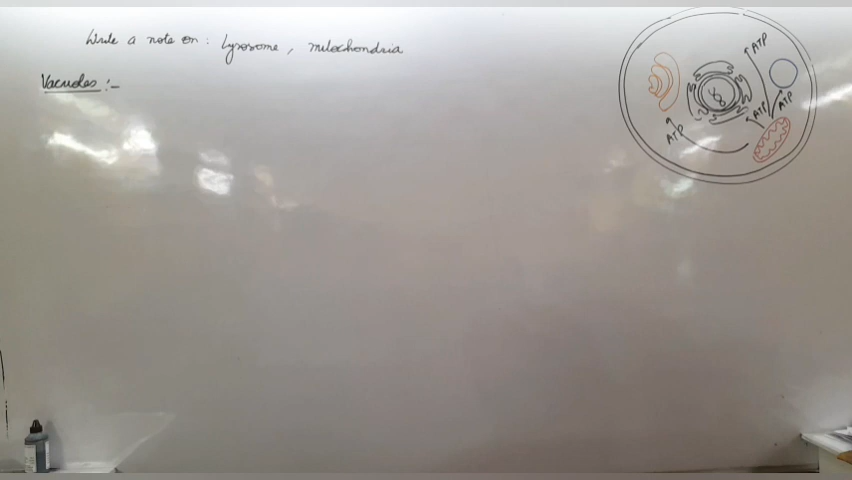 Write a note on : Lysosome , mitochondria
Vacuoles :-
ATP
ATP
ATP
ATP